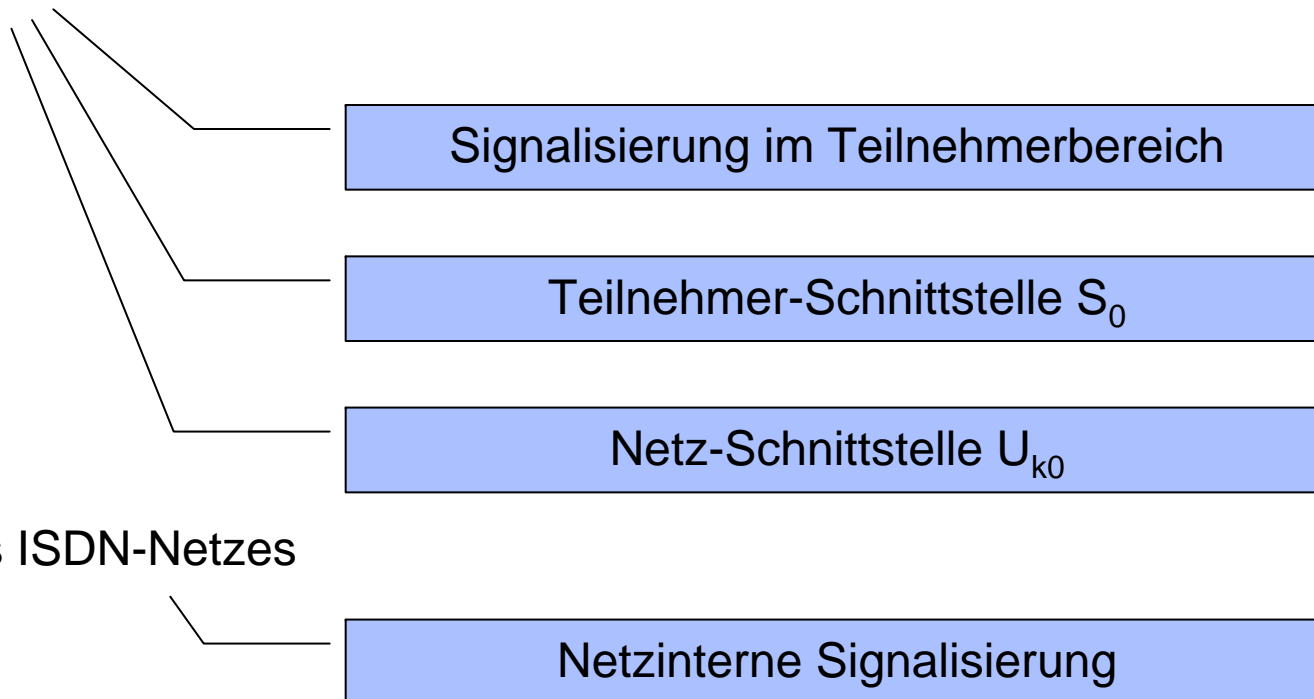 Signalisierung im Teilnehmerbereich
Teilnehmer-Schnittstelle S0
Netz-Schnittstelle Uk0
s ISDN-Netzes
Netzinterne Signalisierung